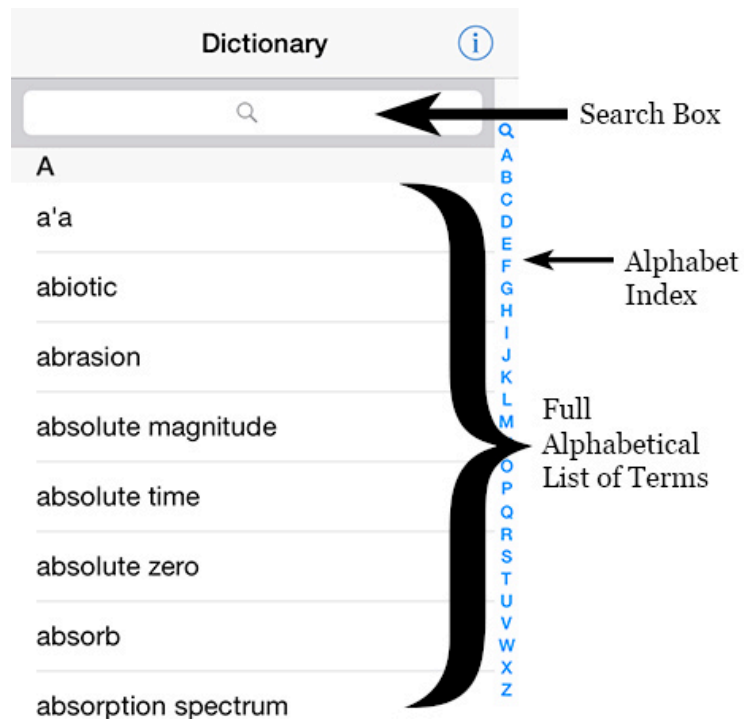 Dictionary
Search Box
A
a'a
abiotic
abrasion
absolute magnitude
absolute time
absolute zero
absorb
absorption spectrum
A
B
C
D
E
F
G
H
I
J
K
L
M
O
P
Q
R
S
T
U
V
W
X
Z
Alphabet
Index
Full
Alphabetical
List of Terms